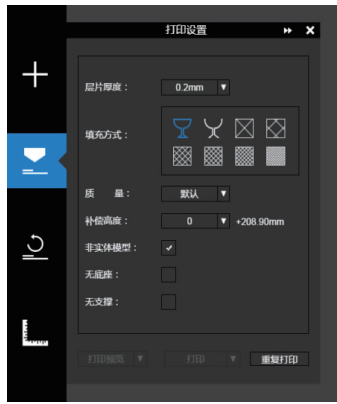 打印设置
层片厚度： 0.2mm
填充方式：
质 量： 默认
补偿高度： 0 +208.90mm
非实体模型：
无底座：
无支撑：
打印预览 打印 重复打印